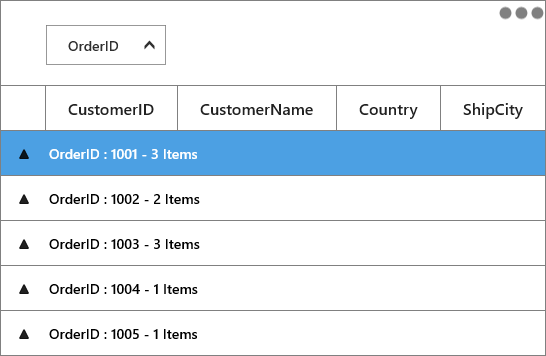 OrderID
CustomerID CustomerName Country ShipCity
OrderID : 1001 - 3 Items
OrderID : 1002 - 2 Items
OrderID : 1003 - 3 Items
OrderID : 1004 - 1 Items
OrderID : 1005 - 1 Items